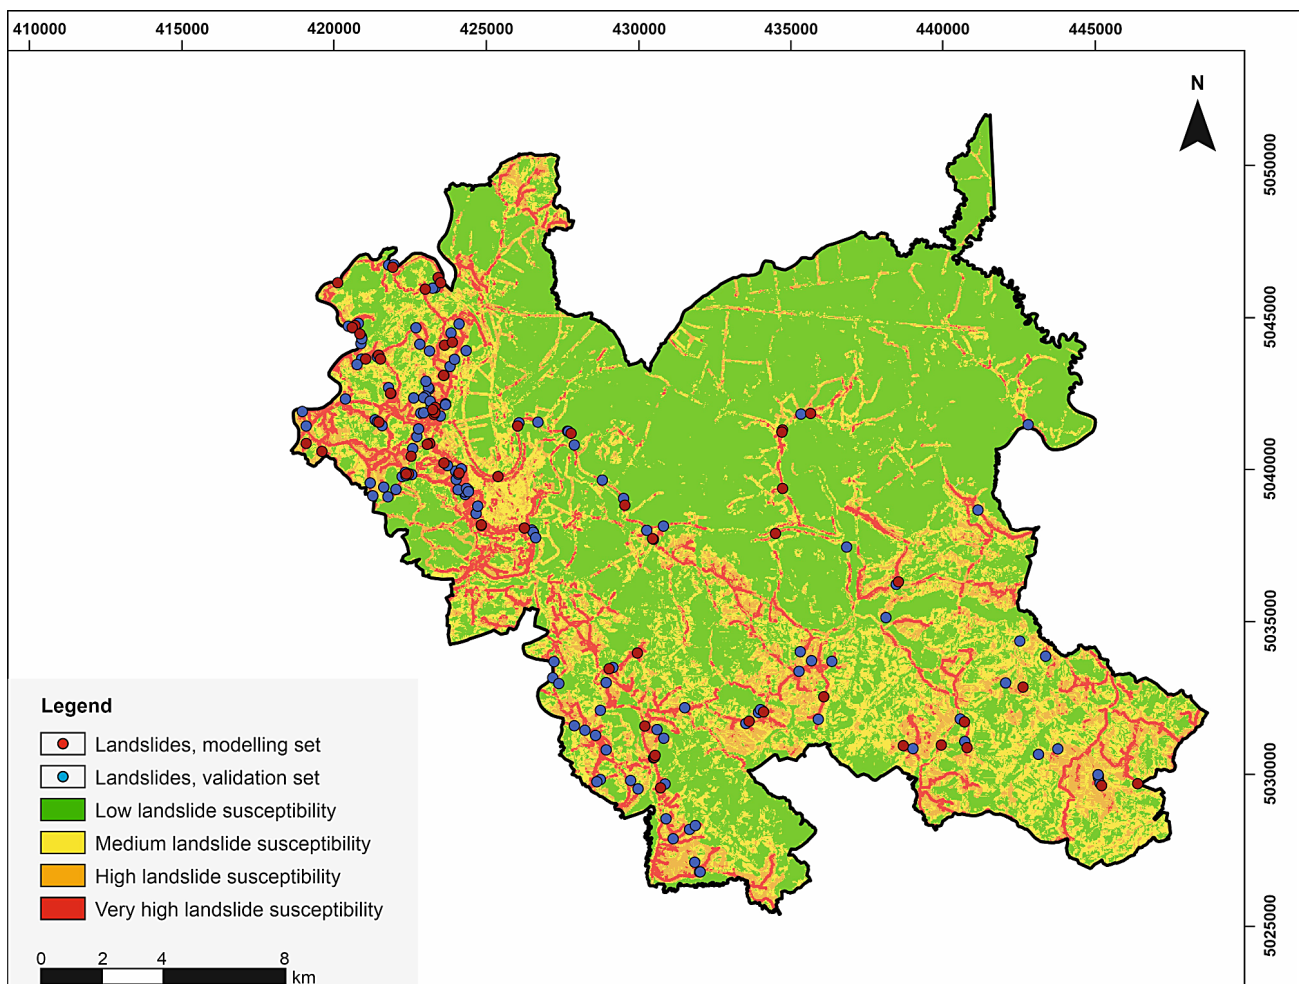 410000 415000 420000 425000 430000 435000 440000 445000
N
5050000
5045000
5040000
5035000
5030000
5025000
Legend
Landslides, modelling set
Landslides, validation set
Low landslide susceptibility
Medium landslide susceptibility
High landslide susceptibility
Very high landslide susceptibility
0 2 4 8
km